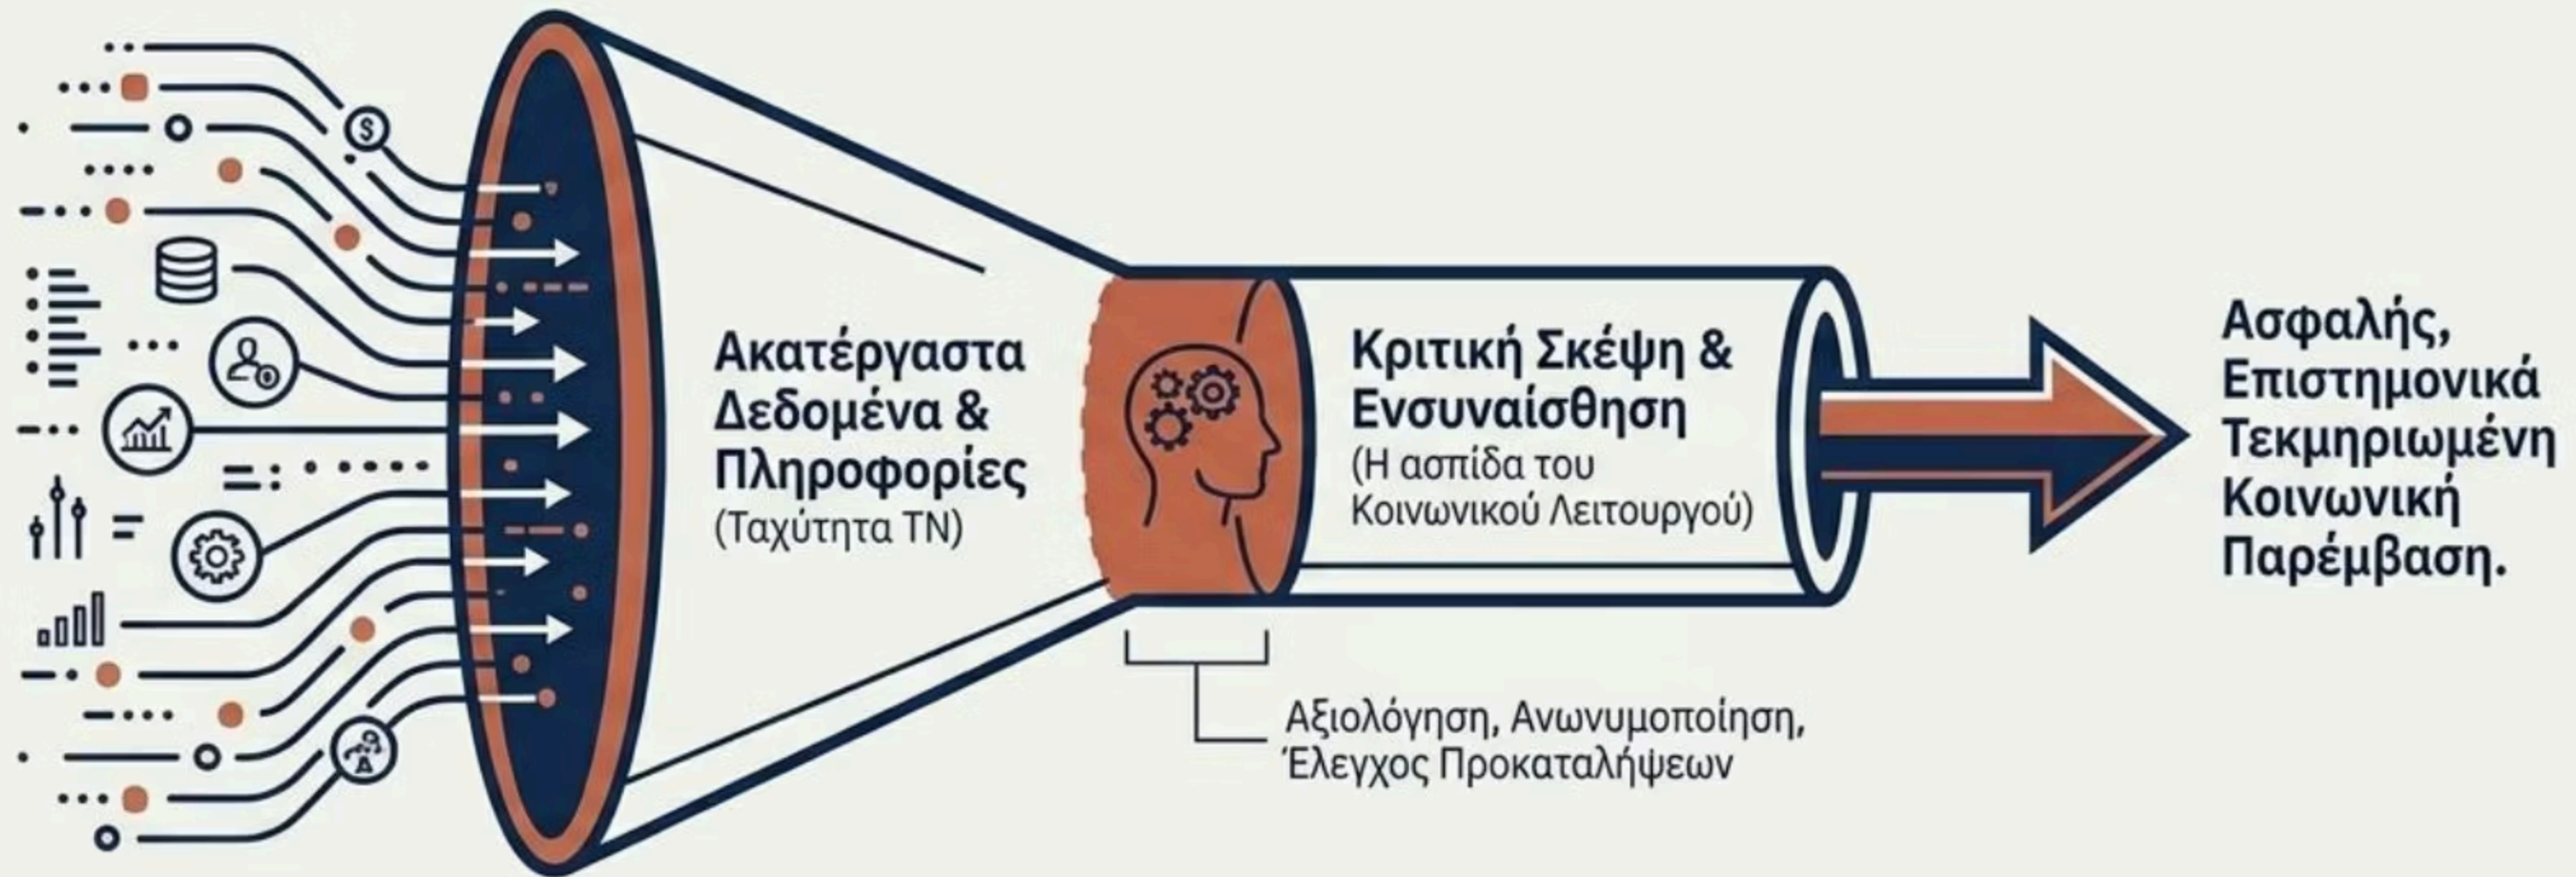 Ακατέργαστα
Δεδομένα &
Πληροφορίες
(Ταχύτητα ΤΝ)
Κριτική Σκέψη &
Ενσυναίσθηση
(Η ασπίδα του
Κοινωνικού Λειτουργού)
Αξιολόγηση, Ανωνυμοποίηση,
Έλεγχος Προκαταλήψεων
Ασφαλής,
Επιστημονικά
Τεκμηριωμένη
Κοινωνική
Παρέμβαση.